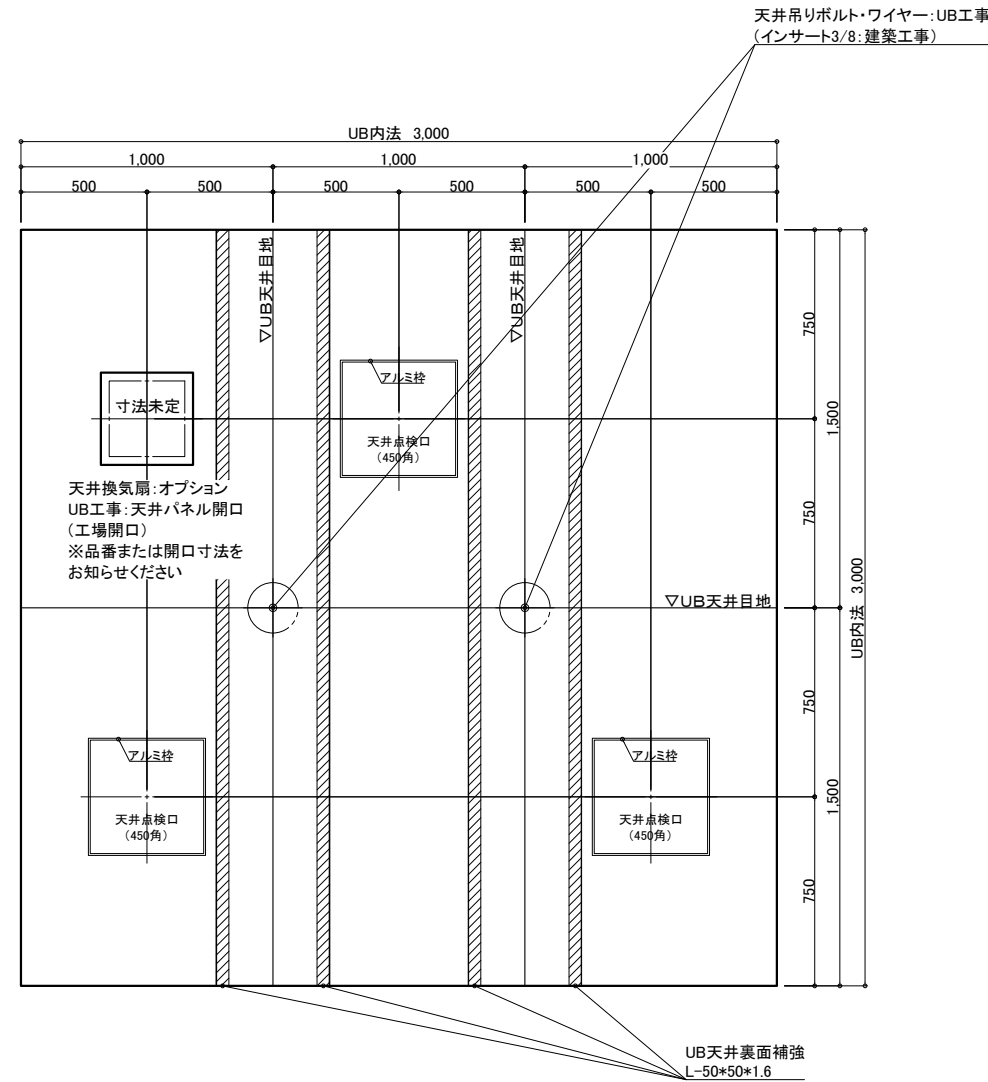 天井吊りボルト・ワイヤー:UB工事
(インサート3/8:建築工事)
UB内法 3,000
1,000 1,000 1,000
500 500 500 500 500 500
▽UB天井目地
▽UB天井目地
750
1,500
アルミ枠
寸法未定
天井点検口
(450角)
天井換気扇:オプション
UB工事:天井パネル開口
(工場開口)
※品番または開口寸法を
お知らせください
750
UB内法 3,000
▽UB天井目地
750
アルミ枠
アルミ枠
1,500
天井点検口
(450角)
天井点検口
(450角)
750
UB天井裏面補強
L-50*50*1.6